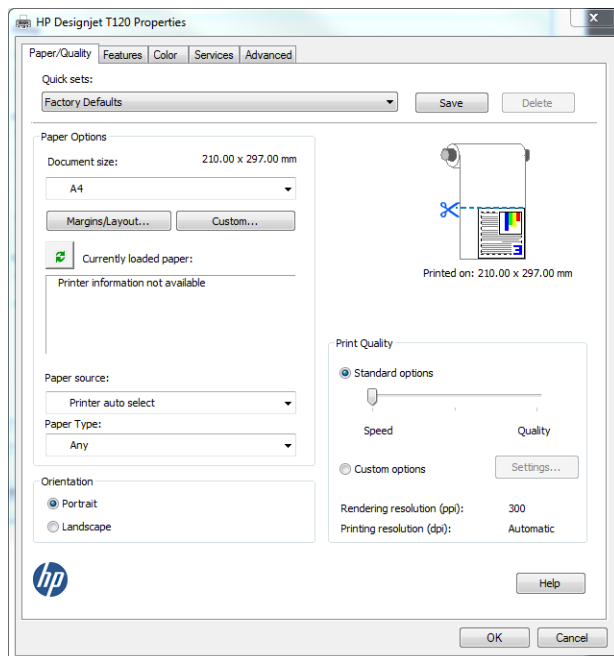 HP Designjet T120 Properties
x
Paper/Quality Features Color Services Advanced
Quick sets:
Factory Defaults
Save
Delete
Paper Options
Document size: 210.00 x 297.00 mm
A4
Margins/Layout... Custom...
Currently loaded paper:
Printer information not available
Paper source:
Printer auto select
Paper Type:
Any
Orientation
Portrait
Landscape
3
Printed on: 210.00 x 297.00 mm
Print Quality
Standard options
Speed Quality
Custom options Settings...
Rendering resolution (ppi): 300
Printing resolution (dpi): Automatic
hp
Help
OK Cancel